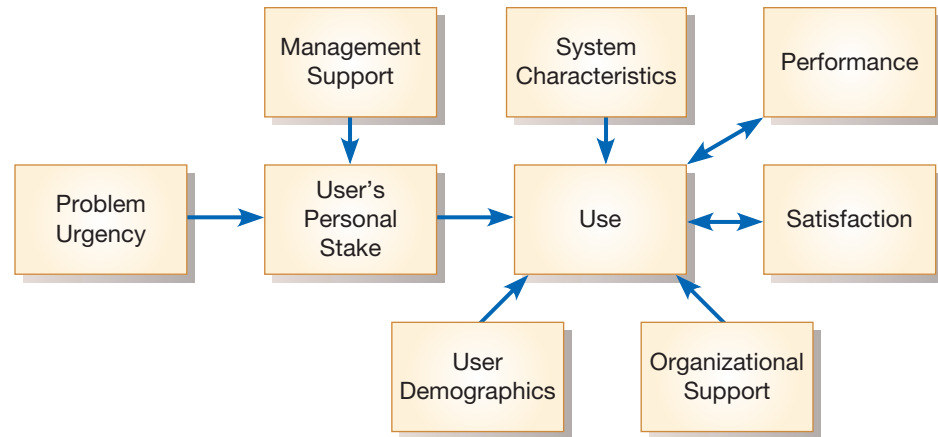 Management
Support
System
Characteristics
Performance
Problem
Urgency
User's
Personal
Stake
Use
Satisfaction
User
Demographics
Organizational
Support